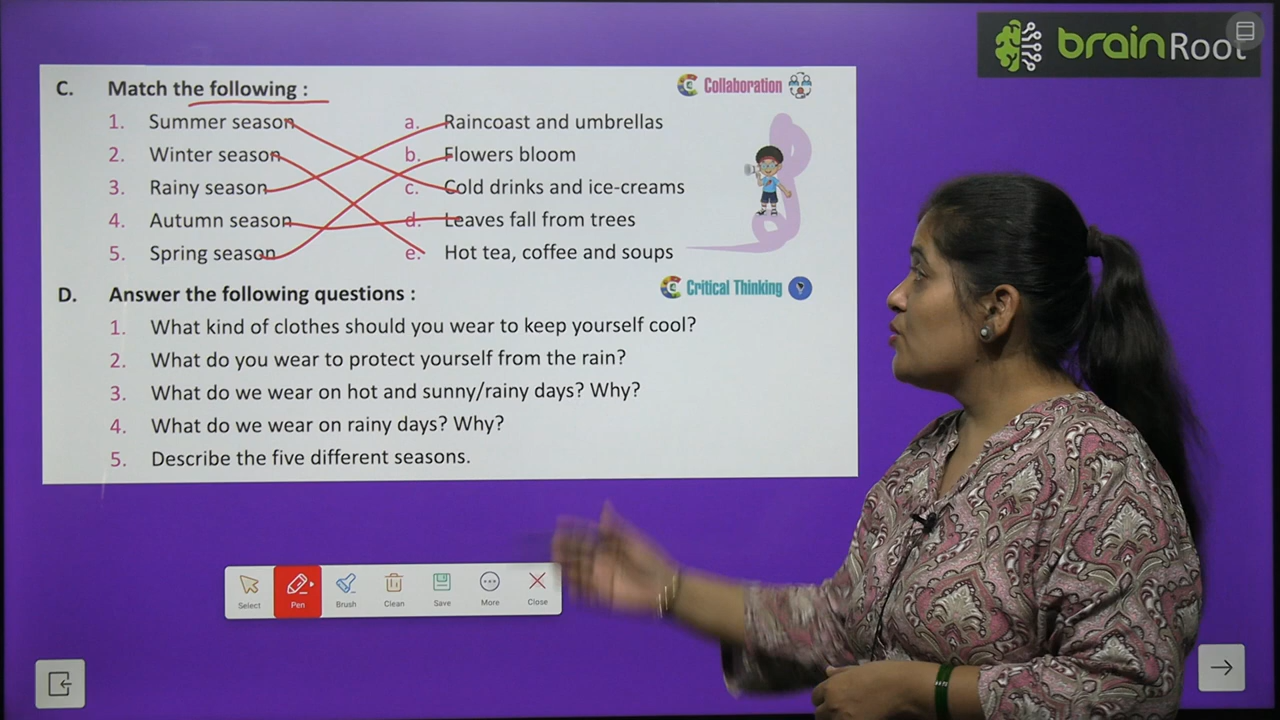 brainRoot
C. Match the following :
Collaboration
1. Summer season a. Raincoast and umbrellas
2. Winter season b. Flowers bloom
3. Rainy season c. Cold drinks and ice-creams
4. Autumn season d. Leaves fall from trees
5. Spring season e. Hot tea, coffee and soups
D. Answer the following questions :
Critical Thinking
1. What kind of clothes should you wear to keep yourself cool?
2. What do you wear to protect yourself from the rain?
3. What do we wear on hot and sunny/rainy days? Why?
4. What do we wear on rainy days? Why?
5. Describe the five different seasons.
Select Pen Brush Clean Save More Close